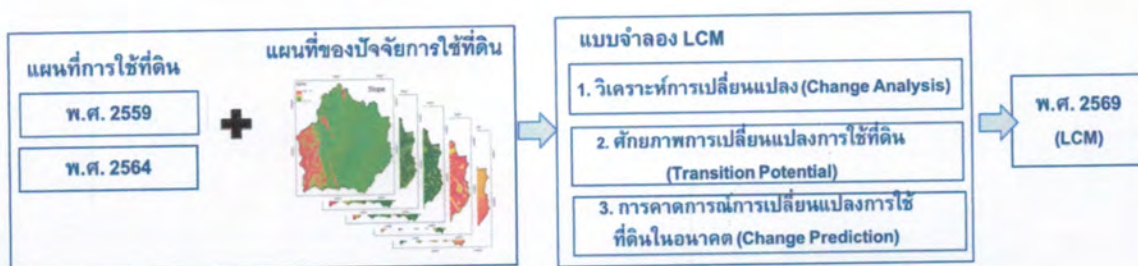 แผนที่การใช้ที่ดิน
พ.ศ. 2559
พ.ศ. 2564
แผนที่ของปัจจัยการใช้ที่ดิน
Slope
แบบจำลอง LCM
1. วิเคราะห์การเปลี่ยนแปลง (Change Analysis)
2. ศักยภาพการเปลี่ยนแปลงการใช้ที่ดิน
(Transition Potential)
3. การคาดการณ์การเปลี่ยนแปลงการใช้
ที่ดินในอนาคต (Change Prediction)
พ.ศ. 2569
(LCM)